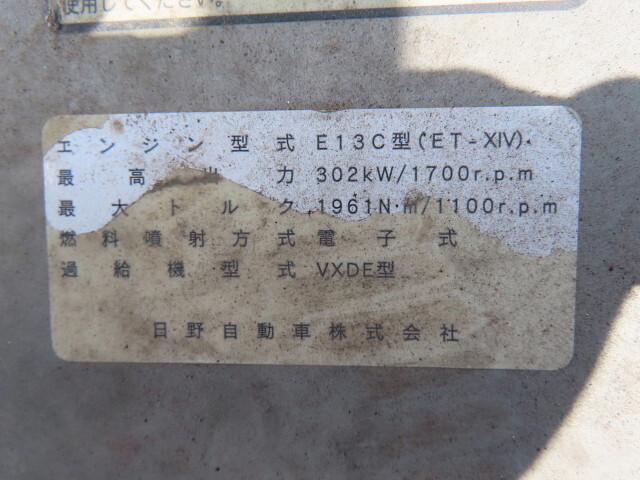 使用してください。
エンジン型式 E13C型('ET-XIV)
最高出力 302kW/1700r.p.m
最大トルク 1961N·m/1100r.p.m
燃料噴射方式 電子式
過給機型式 VXDE型
日野自動車株式会社